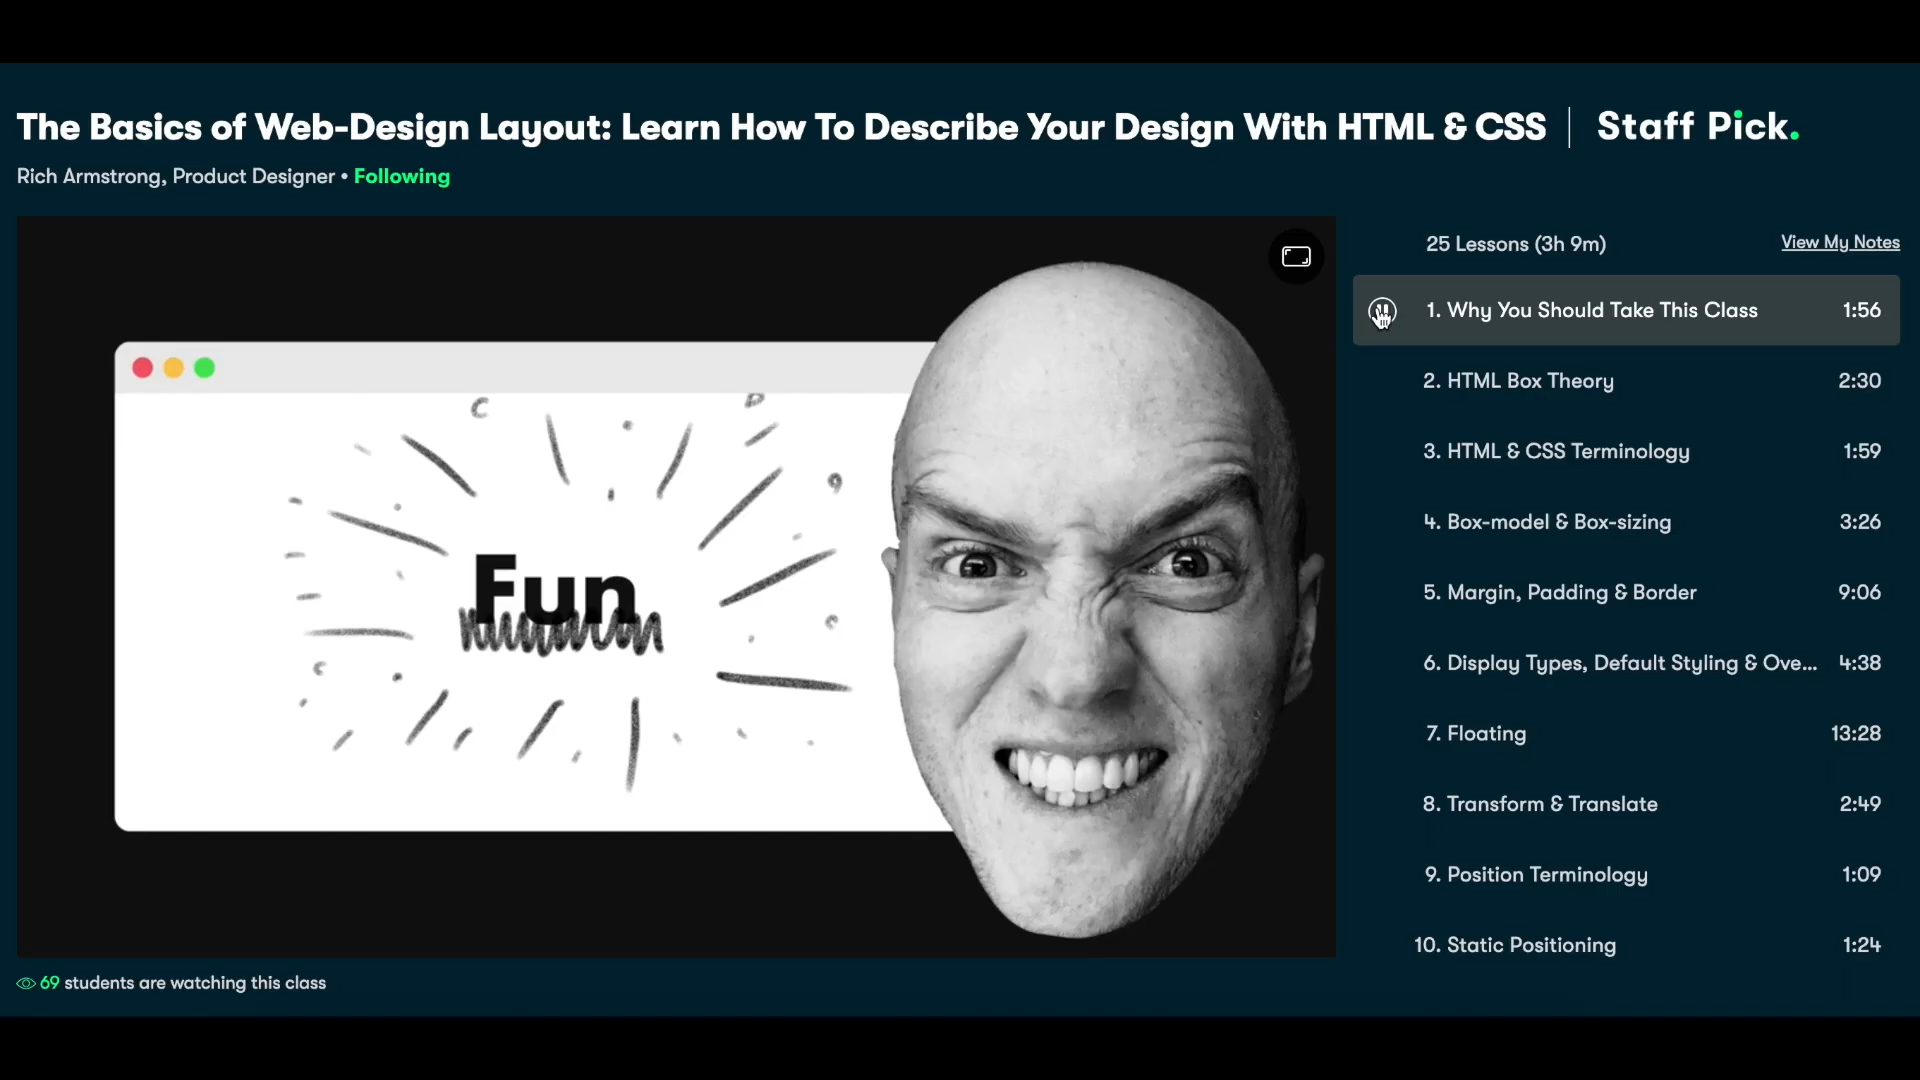 The Basics of Web-Design Layout: Learn How To Describe Your Design With HTML & CSS | Staff Pick.
Rich Armstrong, Product Designer • Following
Fun
25 Lessons (3h 9m) View My Notes
1. Why You Should Take This Class 1:56
2. HTML Box Theory 2:30
3. HTML & CSS Terminology 1:59
4. Box-model & Box-sizing 3:26
5. Margin, Padding & Border 9:06
6. Display Types, Default Styling & Ove... 4:38
7. Floating 13:28
8. Transform & Translate 2:49
9. Position Terminology 1:09
10. Static Positioning 1:24
69 students are watching this class